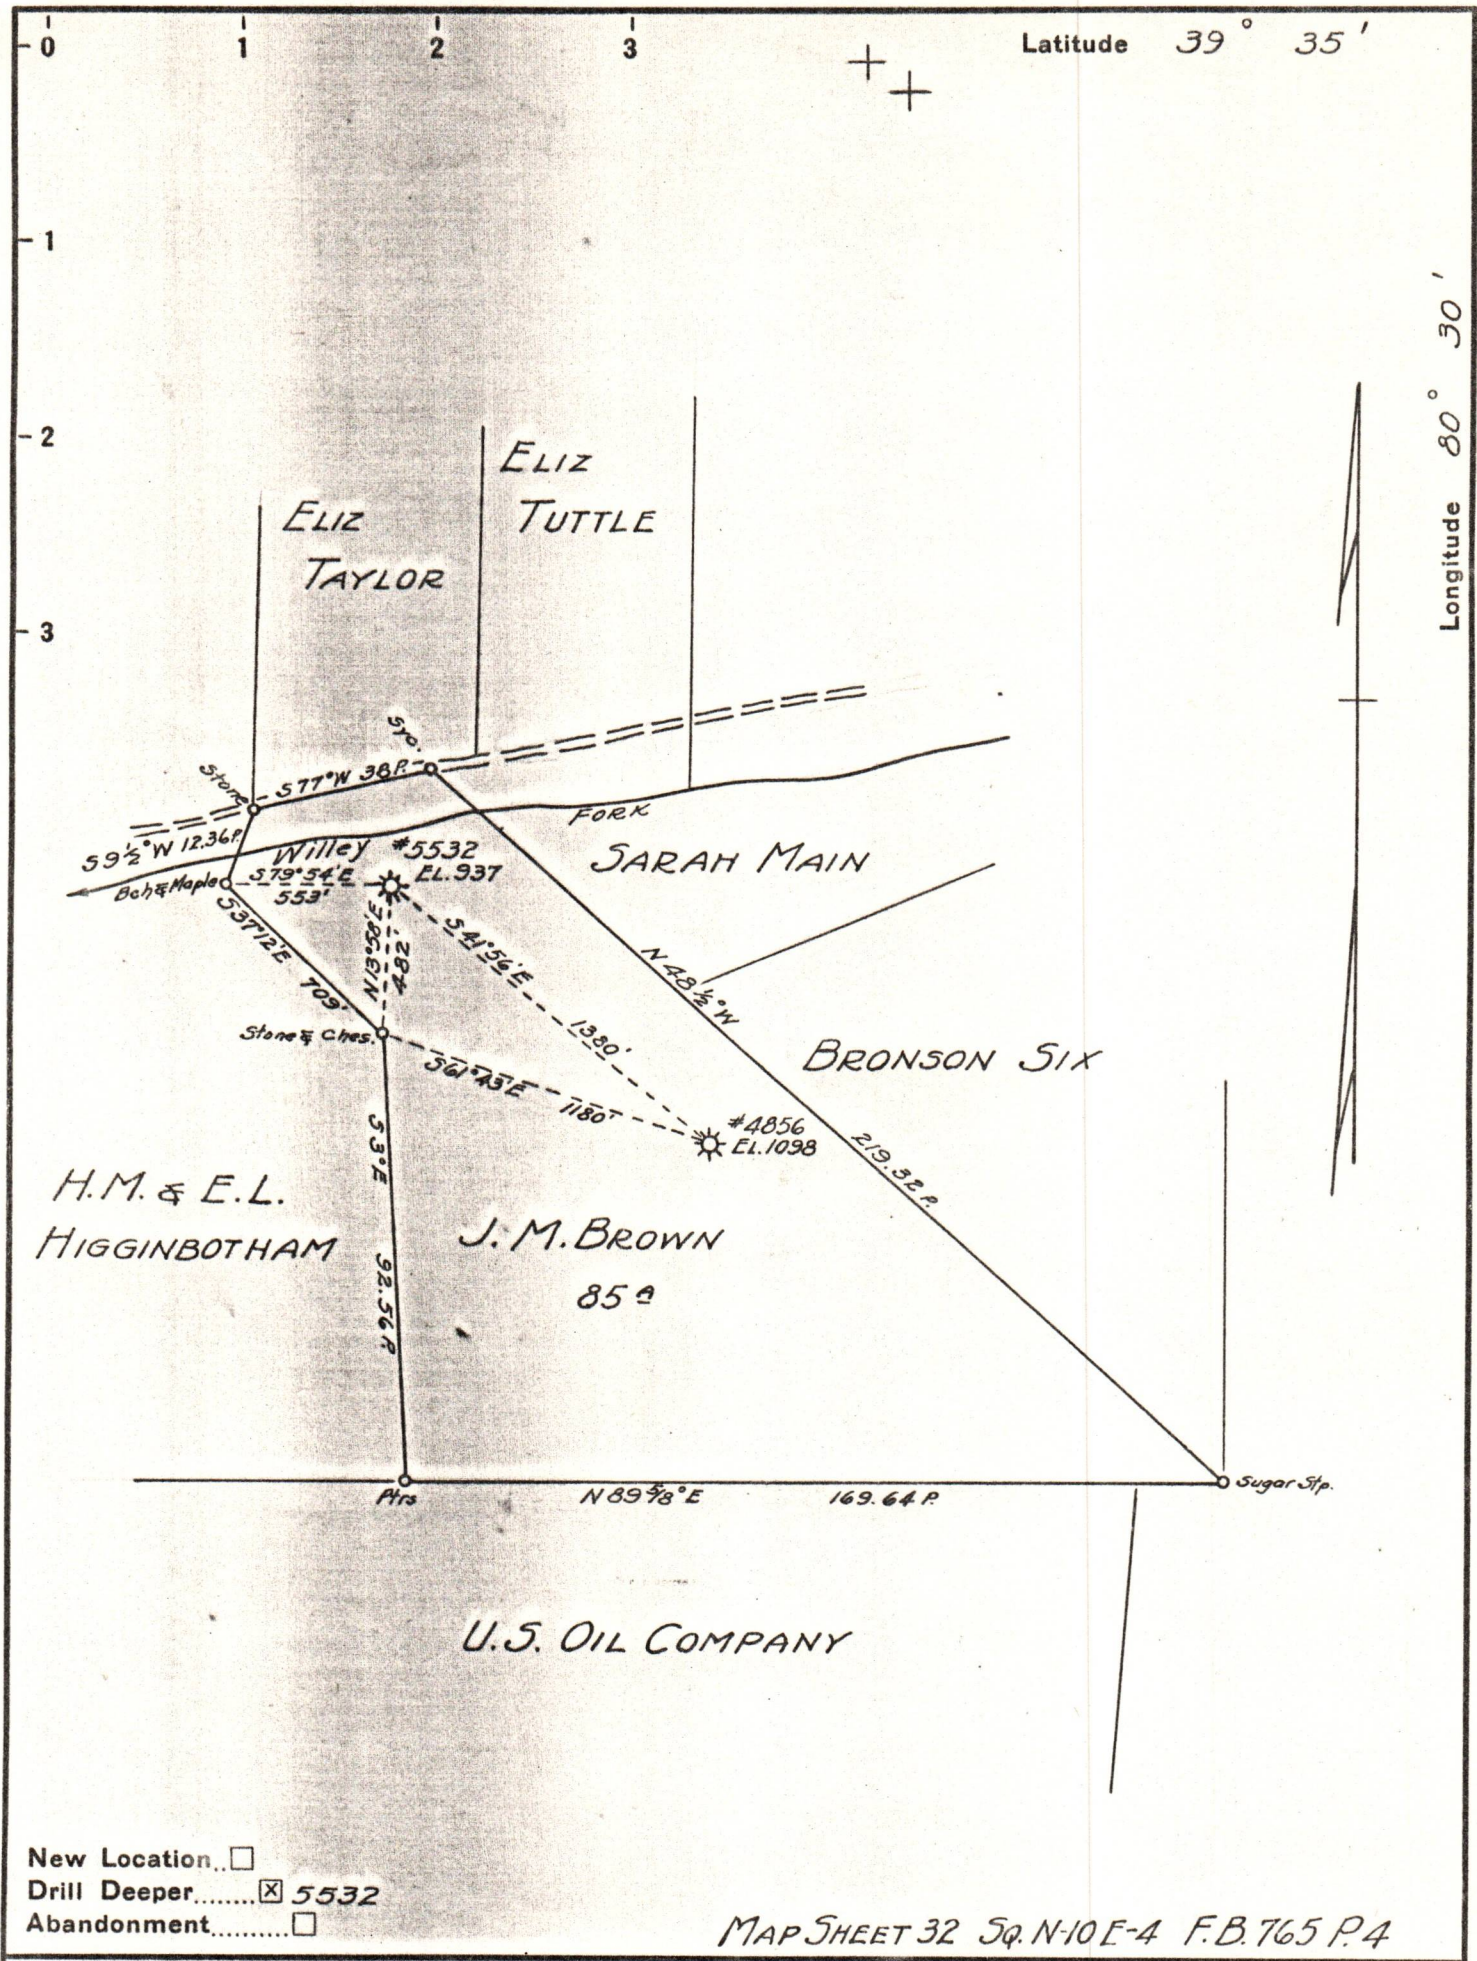 0 1 2 3 Latitude 39° 35'
1
2
3
Longitude 80° 30'
ELIZ
TUTTLE
ELIZ
TAYLOR
Syo.
Stone
S77°W 38P.
S9½°W 12.36P.
FORK
Willey
#5532
EL.937
SARAH MAIN
Bch & Maple
S79°54'E
553'
S37°12'E 709'
N13°58'E
482'
S41°56'E
1380'
N48½°W
219.32P.
Stone & Ches.
S61°43'E
1180'
BRONSON SIX
#4856
EL.1098
S3°E
92.56P.
H.M. & E.L.
HIGGINBOTHAM
J.M.BROWN
85A
Ptrs
N89⅝°E 169.64P.
Sugar Stp.
U.S. OIL COMPANY
New Location..☐
Drill Deeper........☒ 5532
Abandonment..........☐
MAP SHEET 32 SQ. N-10 E-4 F.B. 765 P.4